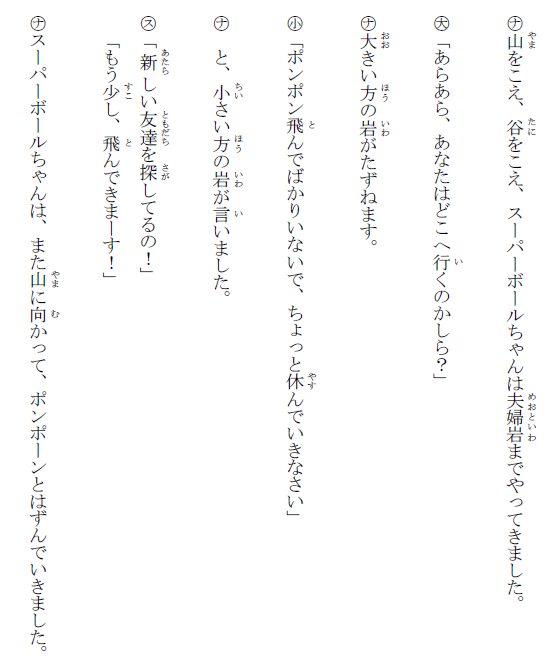 ㋤山をこえ、谷をこえ、スーパーボールちゃんは夫婦岩までやってきました。
㊅「あらあら、あなたはどこへ行くのかしら?」
㋤大きい方の岩がたずねます。
㋛「ポンポン飛んでばかりいないで、ちょっと休んでいきなさい」
㋤と、小さい方の岩が言いました。
㋜「新しい友達を探してるの!」
「もう少し、飛んできまーす!」
㋤スーパーボールちゃんは、また山に向かって、ポンポーンとはずんでいきました。